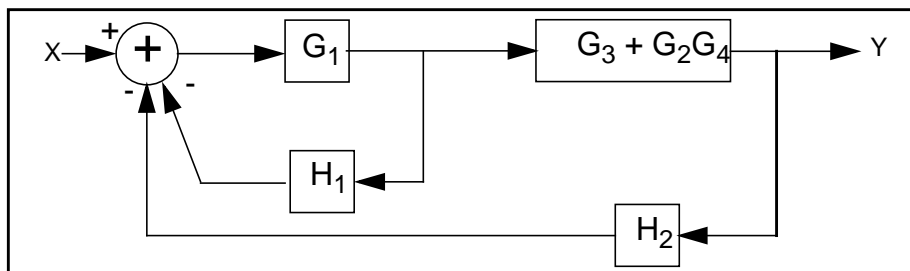 +
X + G₁ G₃ + G₂G₄ Y
- -
H₁
H₂